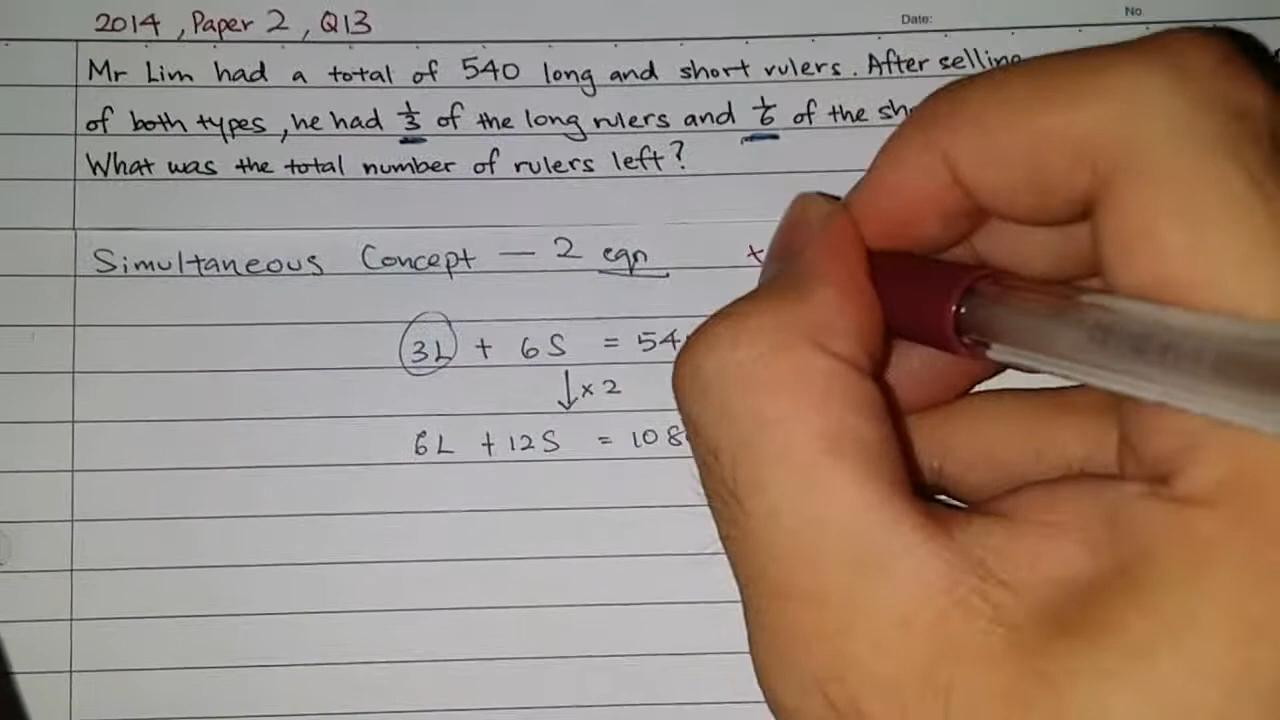 2014, Paper 2, Q13
Date:
No
Mr Lim had a total of 540 long and short rulers. After selling
of both types, he had 1/3 of the long rulers and 1/6 of the
What was the total number of rulers left?
Simultaneous Concept — 2 eqn
3L + 6S = 54
↓ × 2
6L + 12S = 108